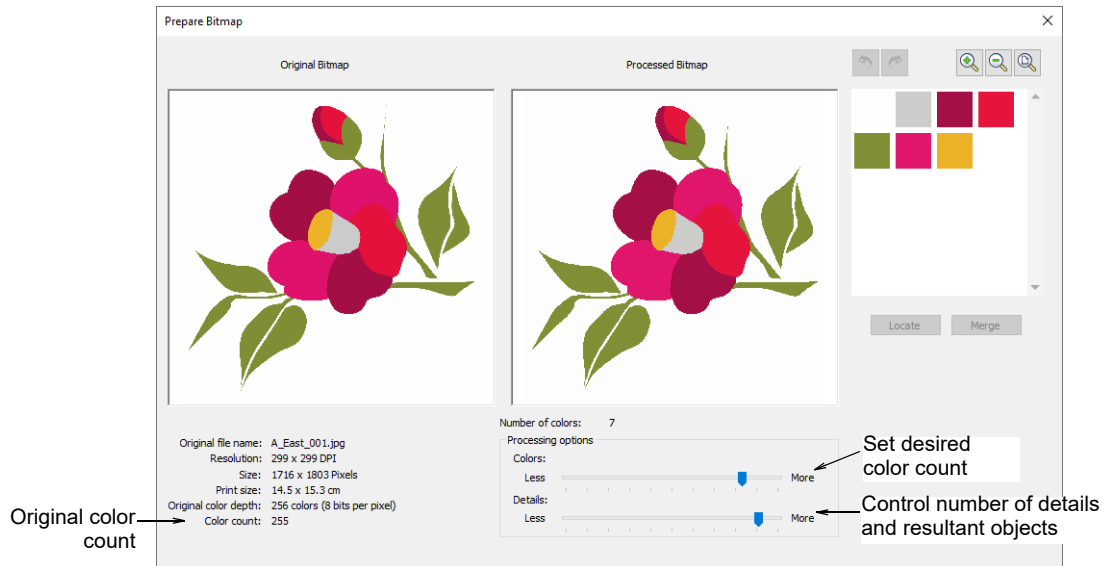 Prepare Bitmap
Original Bitmap
Processed Bitmap
Locate
Merge
Number of colors: 7
Original file name: A_East_001.jpg
Resolution: 299 x 299 DPI
Size: 1716 x 1803 Pixels
Print size: 14.5 x 15.3 cm
Original color depth: 256 colors (8 bits per pixel)
Color count: 255
Original color
count
Processing options
Colors:
Less More
Details:
Less More
Set desired
color count
Control number of details
and resultant objects